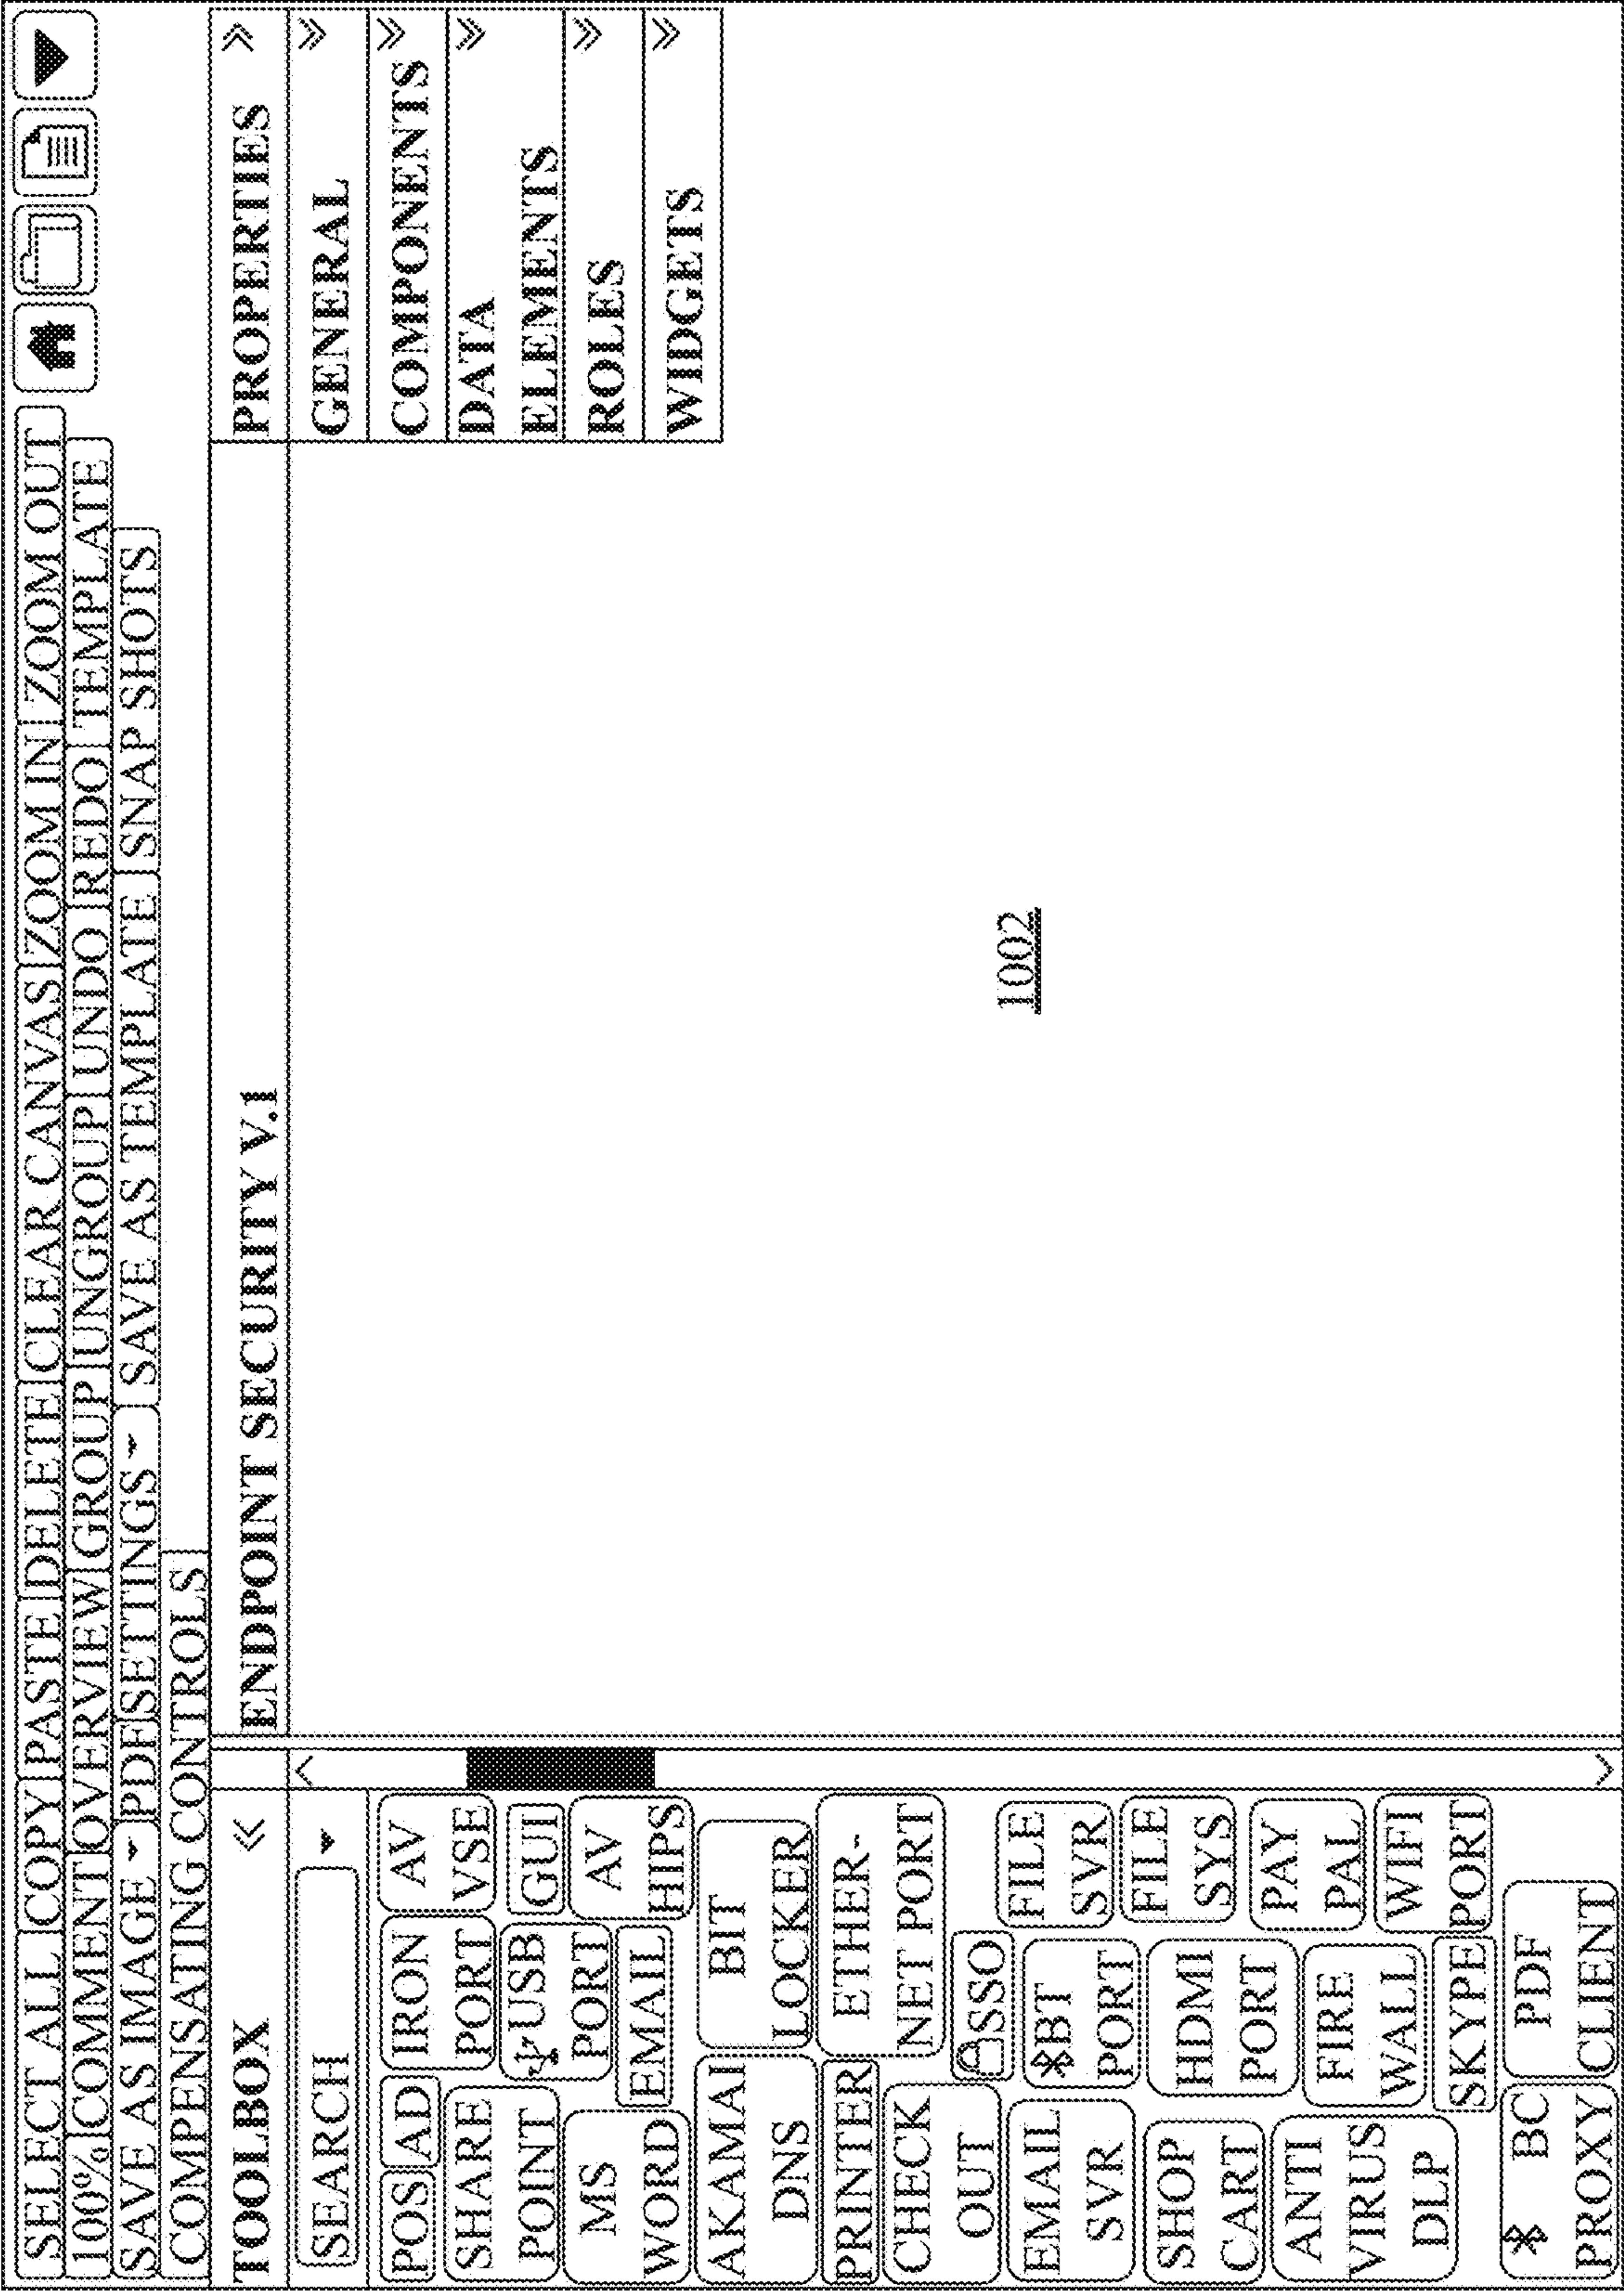 SELECT ALL COPY PASTE DELETE CLEAR CANVAS ZOOM IN ZOOM OUT
100% COMMENT OVERVIEW GROUP UNGROUP UNDO REDO TEMPLATE
SAVE AS IMAGE PDF SETTINGS SAVE AS TEMPLATE SNAP SHOTS
COMPENSATING CONTROLS
TOOLBOX
SEARCH
POS
AD
IRON
PORT
AV
VSE
SHARE
POINT
USB
PORT
GUI
MS
WORD
EMAIL
AV
HIPS
AKAMAI
DNS
BIT
LOCKER
PRINTER
ETHER-
NET PORT
CHECK
OUT
SSO
FILE
SVR
EMAIL
SVR
BT
PORT
FILE
SYS
SHOP
CART
HDMI
PORT
PAY
PAL
ANTI
VIRUS
DLP
FIRE
WALL
WIFI
PORT
SKYPE
BC
PROXY
PDF
CLIENT
ENDPOINT SECURITY V.1
1002
PROPERTIES
GENERAL
COMPONENTS
DATA
ELEMENTS
ROLES
WIDGETS